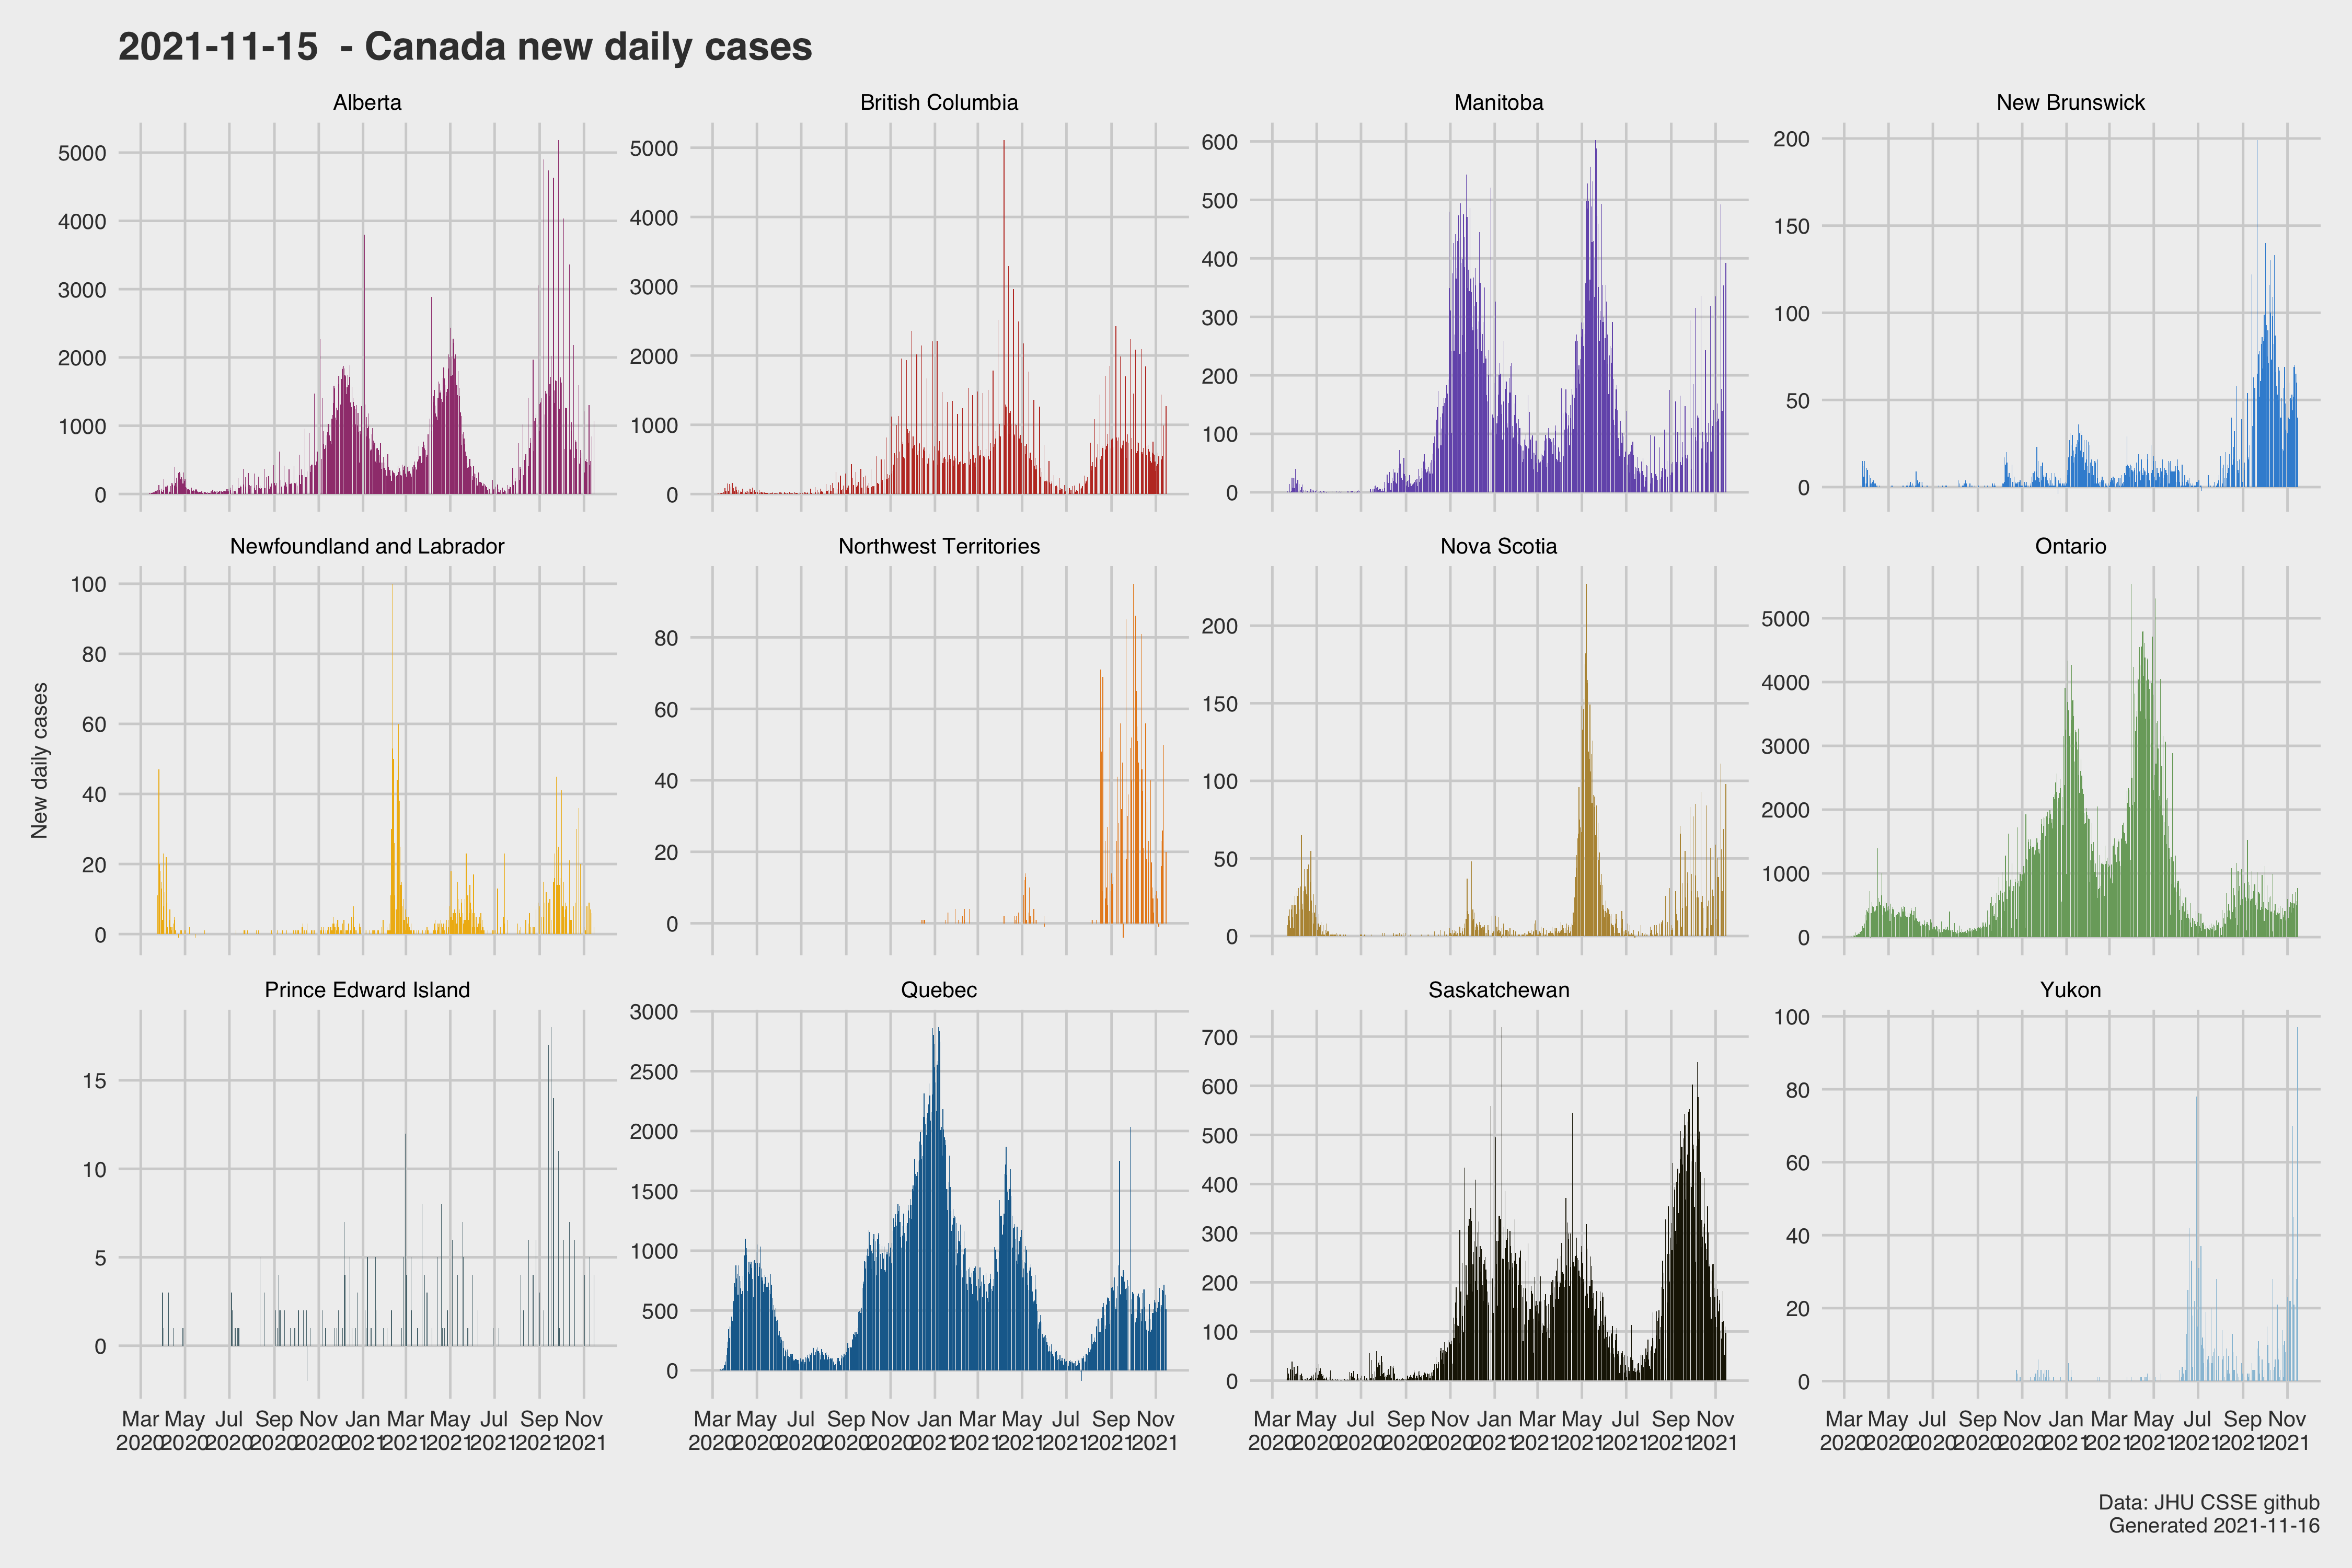 2021-11-15  - Canada new daily cases
Alberta
British Columbia
Manitoba
New Brunswick
5000
4000
3000
2000
1000
0
5000
4000
3000
2000
1000
0
600
500
400
300
200
100
0
200
150
100
50
0
Newfoundland and Labrador
Northwest Territories
Nova Scotia
Ontario
New daily cases
100
80
60
40
20
0
80
60
40
20
0
200
150
100
50
0
5000
4000
3000
2000
1000
0
Prince Edward Island
Quebec
Saskatchewan
Yukon
15
10
5
0
3000
2500
2000
1500
1000
500
0
700
600
500
400
300
200
100
0
100
80
60
40
20
0
Mar May Jul Sep Nov Jan Mar May Jul Sep Nov
2020 2020 2020 2020 2020 2021 2021 2021 2021 2021 2021
Mar May Jul Sep Nov Jan Mar May Jul Sep Nov
2020 2020 2020 2020 2020 2021 2021 2021 2021 2021 2021
Mar May Jul Sep Nov Jan Mar May Jul Sep Nov
2020 2020 2020 2020 2020 2021 2021 2021 2021 2021 2021
Mar May Jul Sep Nov Jan Mar May Jul Sep Nov
2020 2020 2020 2020 2020 2021 2021 2021 2021 2021 2021
Data: JHU CSSE github
Generated 2021-11-16